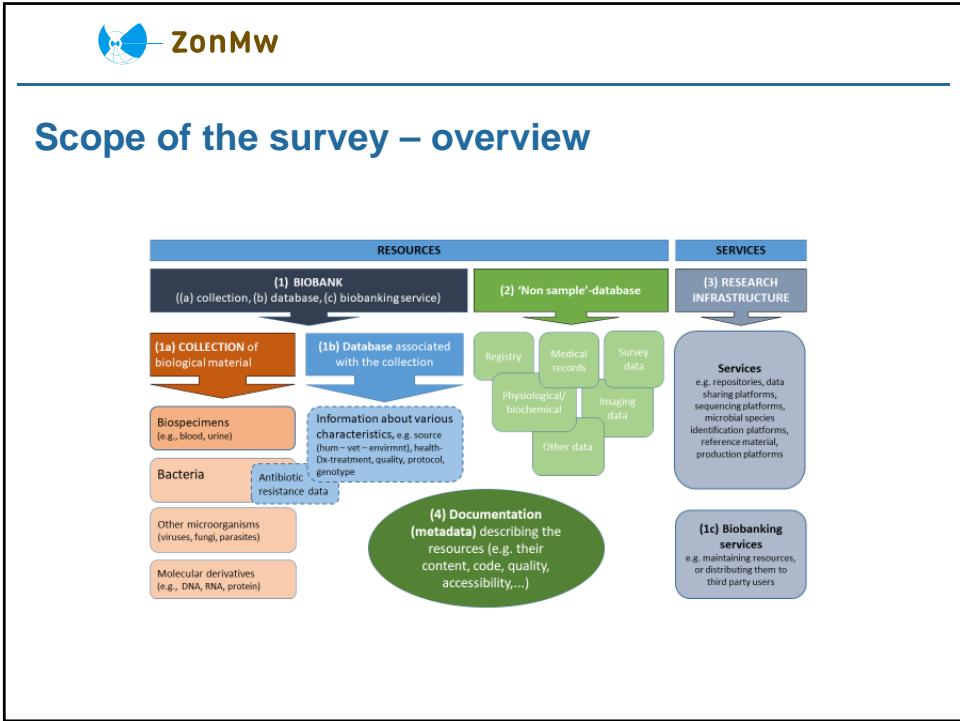 ZonMw
Scope of the survey – overview
RESOURCES
SERVICES
(1) BIOBANK
((a) collection, (b) database, (c) biobanking service)
(2) ‘Non sample’-database
(3) RESEARCH
INFRASTRUCTURE
(1a) COLLECTION of
biological material
(1b) Database associated
with the collection
Registry
Medical
records
Survey
data
Physiological/
biochemical
Imaging
data
Other data
Services
e.g. repositories, data
sharing platforms,
sequencing platforms,
microbial species
identification platforms,
reference material,
production platforms
Biospecimens
(e.g., blood, urine)
Information about various
characteristics, e.g. source
(hum – vet – envirmnt), health-
Dx-treatment, quality, protocol,
genotype
Bacteria
Antibiotic
resistance data
Other microorganisms
(viruses, fungi, parasites)
Molecular derivatives
(e.g., DNA, RNA, protein)
(4) Documentation
(metadata) describing the
resources (e.g. their
content, code, quality,
accessibility,...)
(1c) Biobanking
services
e.g. maintaining resources,
or distributing them to
third party users